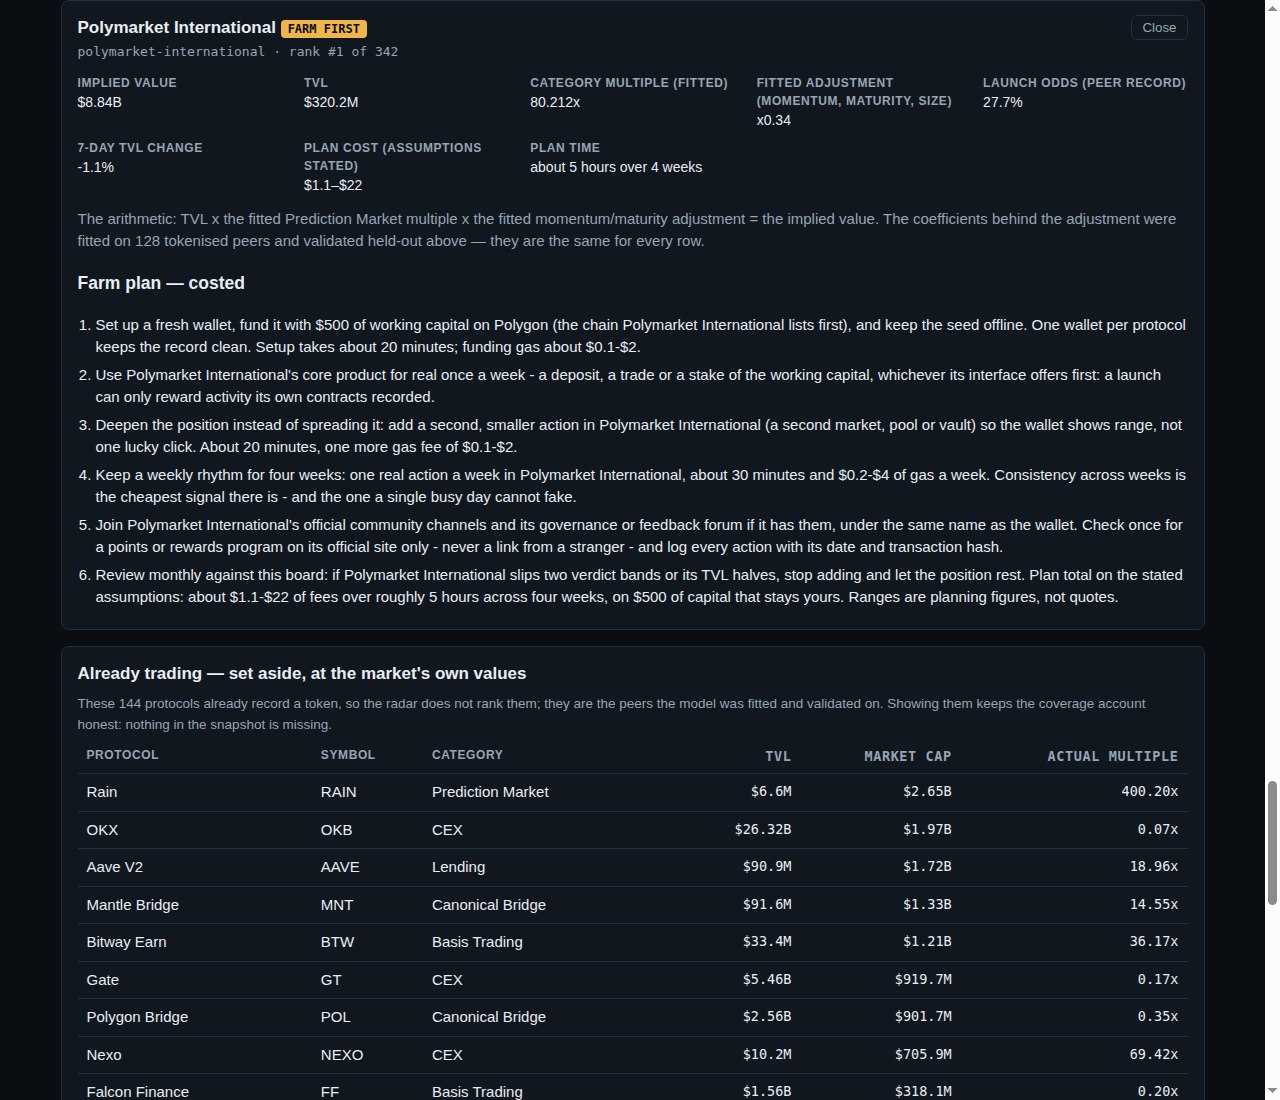 Polymarket International FARM FIRST
Close
polymarket-international · rank #1 of 342
IMPLIED VALUE
$8.84B
TVL
$320.2M
CATEGORY MULTIPLE (FITTED)
80.212x
FITTED ADJUSTMENT
(MOMENTUM, MATURITY, SIZE)
x0.34
LAUNCH ODDS (PEER RECORD)
27.7%
7-DAY TVL CHANGE
-1.1%
PLAN COST (ASSUMPTIONS
STATED)
$1.1–$22
PLAN TIME
about 5 hours over 4 weeks
The arithmetic: TVL x the fitted Prediction Market multiple x the fitted momentum/maturity adjustment = the implied value. The coefficients behind the adjustment were
fitted on 128 tokenised peers and validated held-out above — they are the same for every row.
Farm plan — costed
1. Set up a fresh wallet, fund it with $500 of working capital on Polygon (the chain Polymarket International lists first), and keep the seed offline. One wallet per protocol
keeps the record clean. Setup takes about 20 minutes; funding gas about $0.1-$2.
2. Use Polymarket International's core product for real once a week - a deposit, a trade or a stake of the working capital, whichever its interface offers first: a launch
can only reward activity its own contracts recorded.
3. Deepen the position instead of spreading it: add a second, smaller action in Polymarket International (a second market, pool or vault) so the wallet shows range, not
one lucky click. About 20 minutes, one more gas fee of $0.1-$2.
4. Keep a weekly rhythm for four weeks: one real action a week in Polymarket International, about 30 minutes and $0.2-$4 of gas a week. Consistency across weeks is
the cheapest signal there is - and the one a single busy day cannot fake.
5. Join Polymarket International's official community channels and its governance or feedback forum if it has them, under the same name as the wallet. Check once for
a points or rewards program on its official site only - never a link from a stranger - and log every action with its date and transaction hash.
6. Review monthly against this board: if Polymarket International slips two verdict bands or its TVL halves, stop adding and let the position rest. Plan total on the stated
assumptions: about $1.1-$22 of fees over roughly 5 hours across four weeks, on $500 of capital that stays yours. Ranges are planning figures, not quotes.
Already trading — set aside, at the market's own values
These 144 protocols already record a token, so the radar does not rank them; they are the peers the model was fitted and validated on. Showing them keeps the coverage account
honest: nothing in the snapshot is missing.
PROTOCOL SYMBOL CATEGORY TVL MARKET CAP ACTUAL MULTIPLE
Rain RAIN Prediction Market $6.6M $2.65B 400.20x
OKX OKB CEX $26.32B $1.97B 0.07x
Aave V2 AAVE Lending $90.9M $1.72B 18.96x
Mantle Bridge MNT Canonical Bridge $91.6M $1.33B 14.55x
Bitway Earn BTW Basis Trading $33.4M $1.21B 36.17x
Gate GT CEX $5.46B $919.7M 0.17x
Polygon Bridge POL Canonical Bridge $2.56B $901.7M 0.35x
Nexo NEXO CEX $10.2M $705.9M 69.42x
Falcon Finance FF Basis Trading $1.56B $318.1M 0.20x